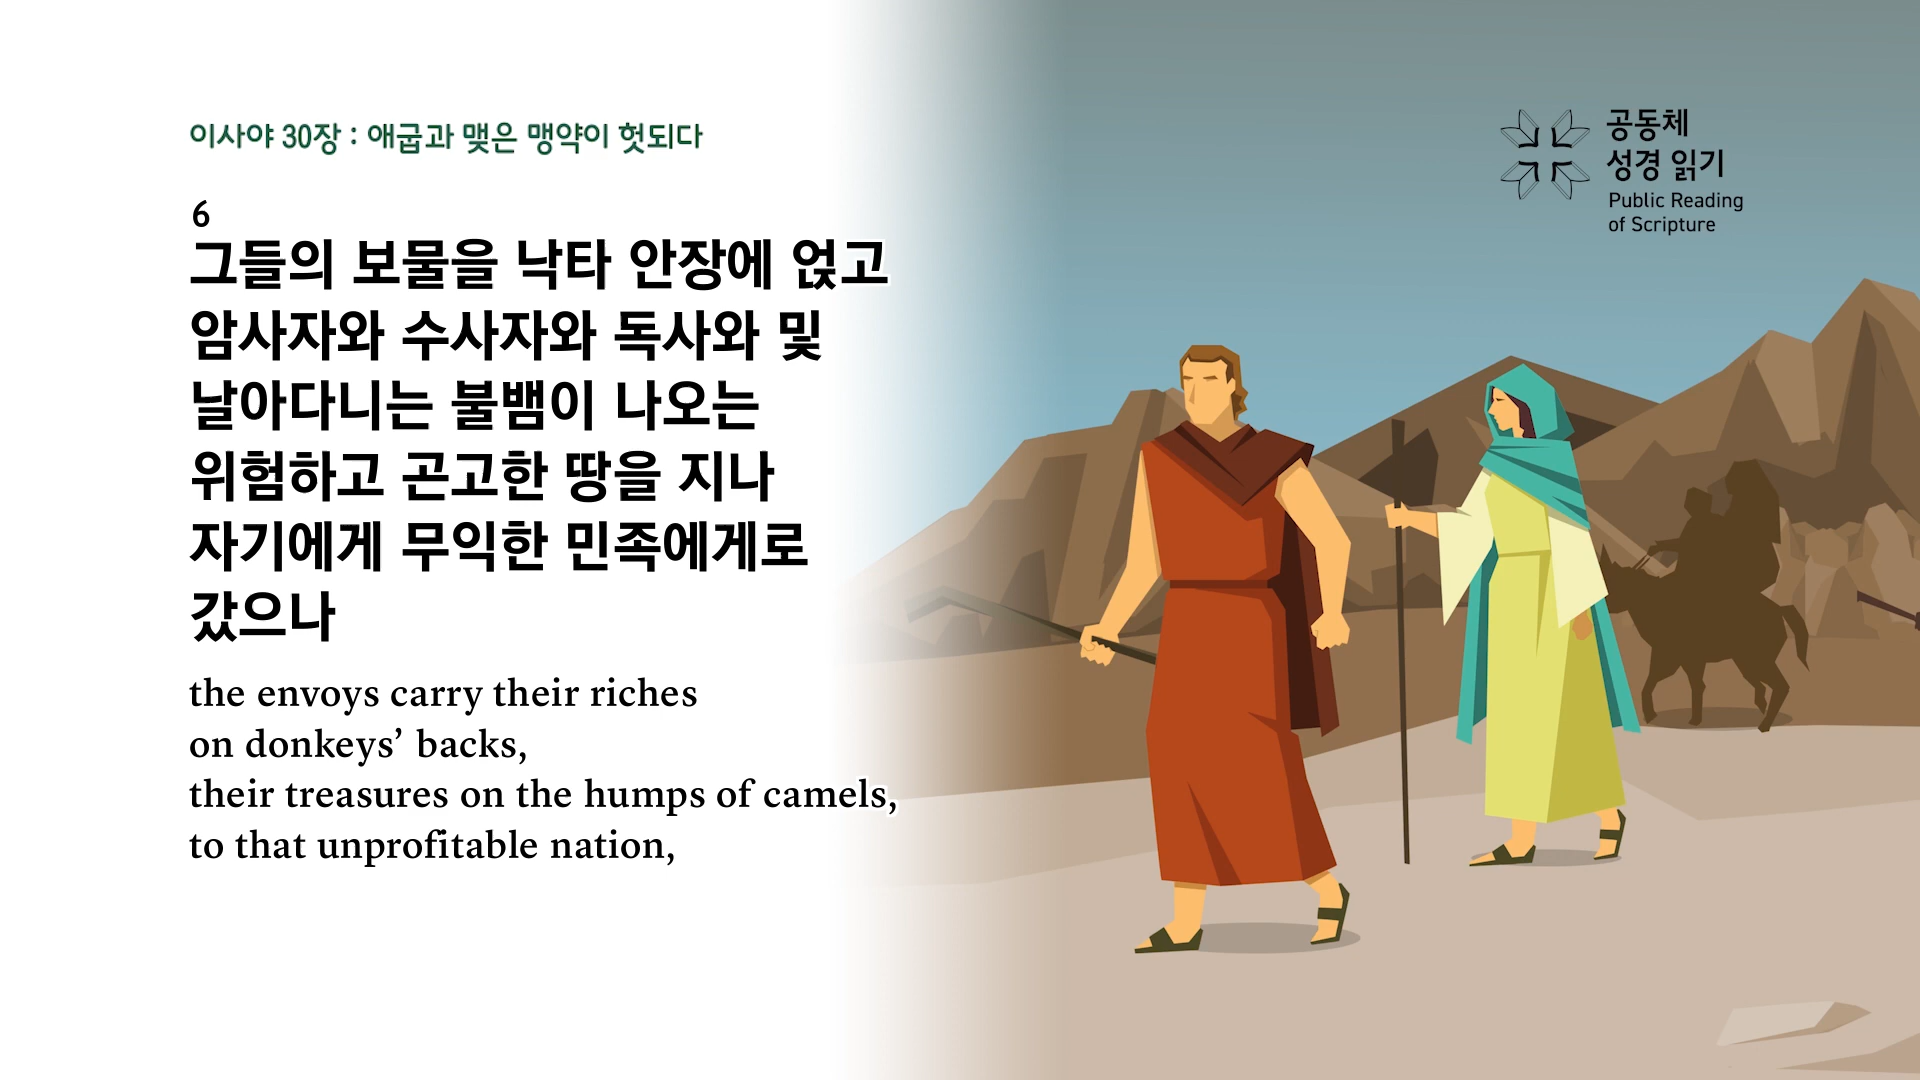 이사야 30장 : 애굽과 맺은 맹약이 헛되다
6
그들의 보물을 낙타 안장에 얹고
암사자와 수사자와 독사와 및
날아다니는 불뱀이 나오는
위험하고 곤고한 땅을 지나
자기에게 무익한 민족에게로
갔으나
the envoys carry their riches
on donkeys’ backs,
their treasures on the humps of camels,
to that unprofitable nation,
공동체
성경 읽기
Public Reading
of Scripture